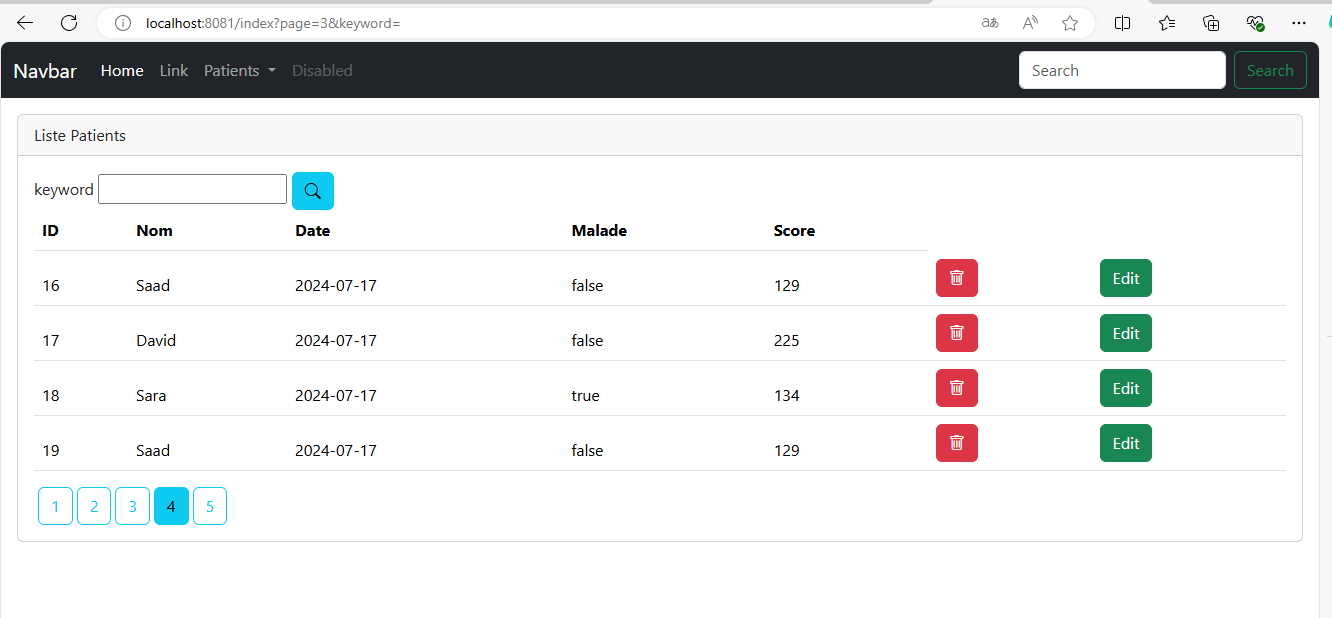 localhost:8081/index?page=3&keyword=
Navbar Home Link Patients Disabled Search Search
Liste Patients
keyword
ID Nom Date Malade Score
16 Saad 2024-07-17 false 129 Edit
17 David 2024-07-17 false 225 Edit
18 Sara 2024-07-17 true 134 Edit
19 Saad 2024-07-17 false 129 Edit
1 2 3 4 5